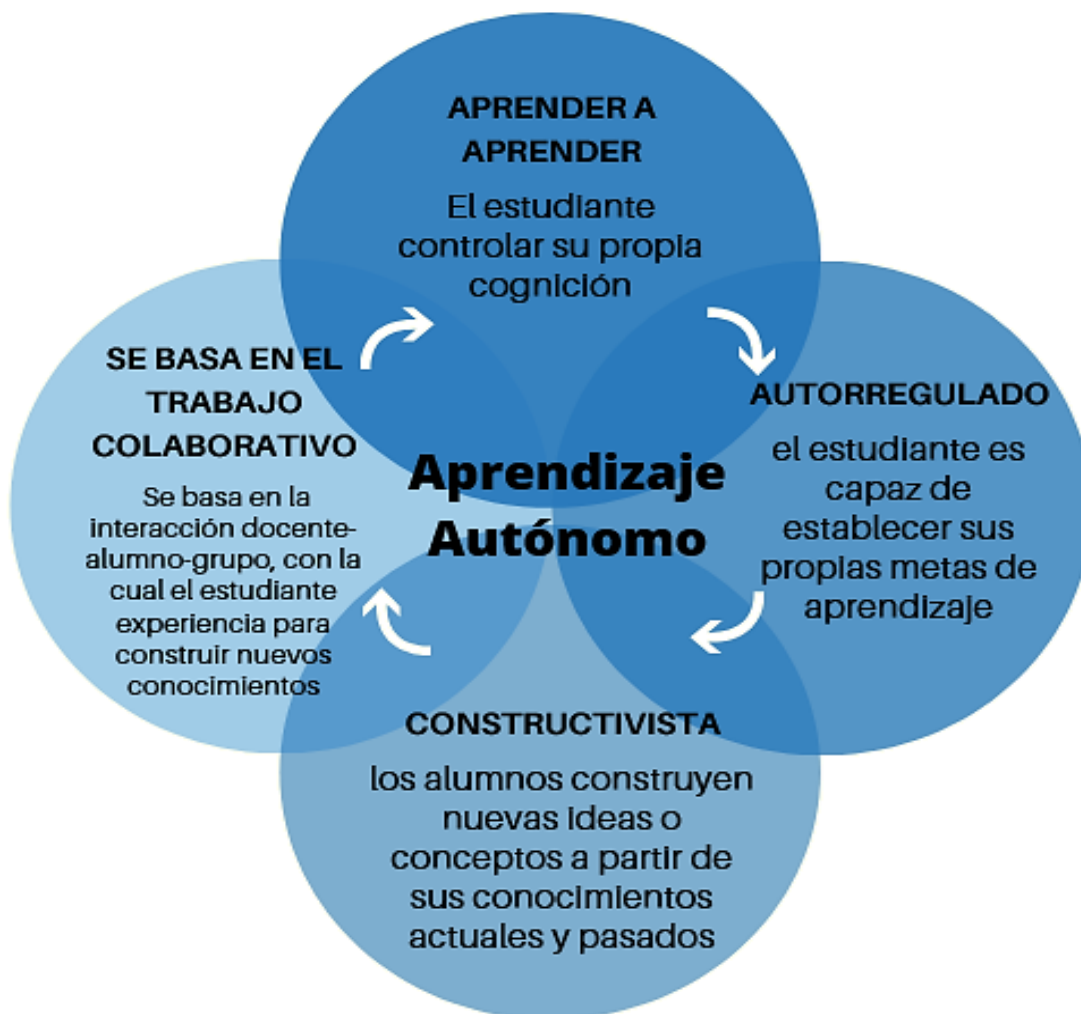 APRENDER A
APRENDER
El estudiante
controlar su propia
cognición
AUTORREGULADO
el estudiante es
capaz de
establecer sus
propias metas de
aprendizaje
CONSTRUCTIVISTA
los alumnos construyen
nuevas ideas o
conceptos a partir de
sus conocimientos
actuales y pasados
SE BASA EN EL
TRABAJO
COLABORATIVO
Se basa en la
interacción docente-
alumno-grupo, con la
cual el estudiante
experiencia para
construir nuevos
conocimientos
Aprendizaje
Autónomo